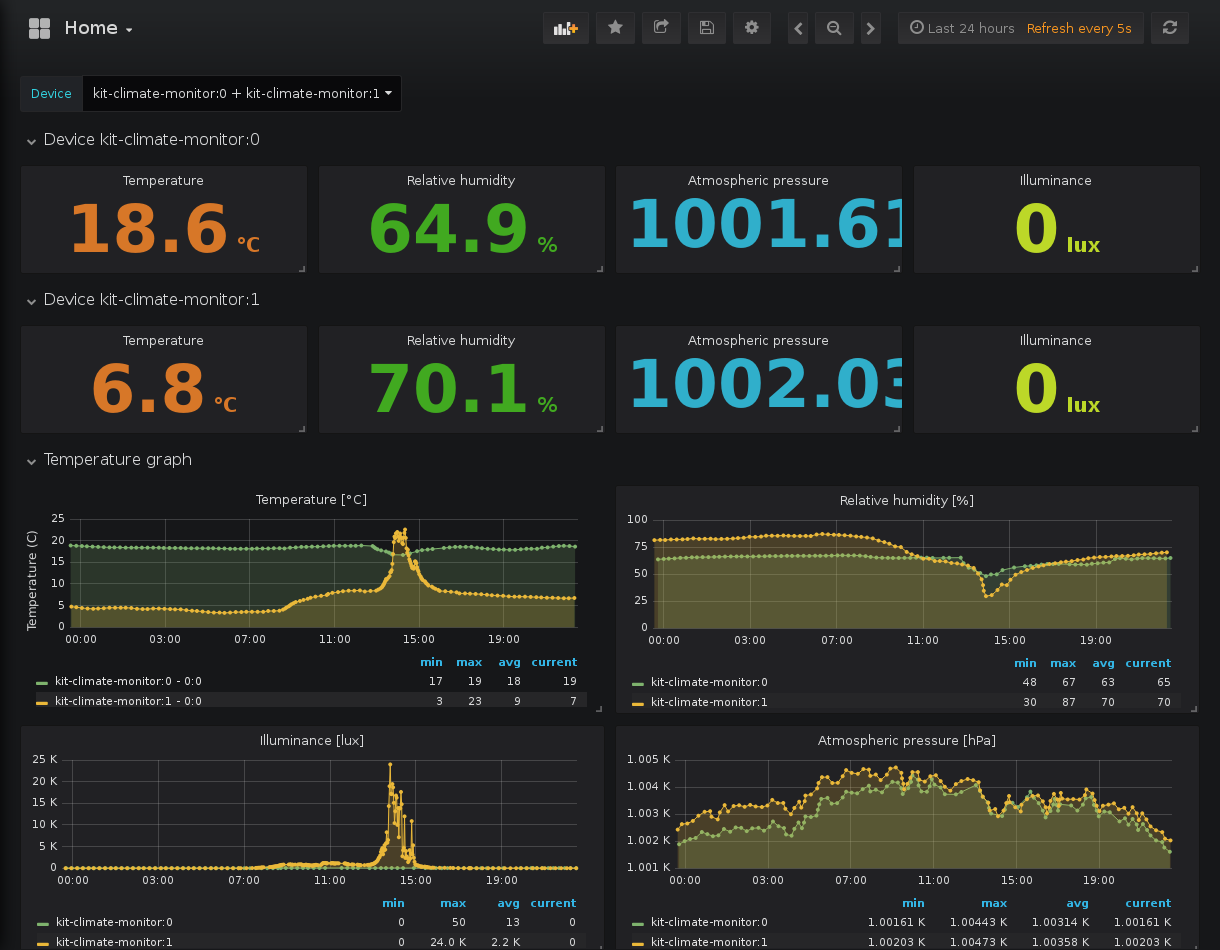 Home
Last 24 hours Refresh every 5s
Device kit-climate-monitor:0 + kit-climate-monitor:1
Device kit-climate-monitor:0
Temperature Relative humidity Atmospheric pressure Illuminance
18.6 °C 64.9 % 1001.61 0 lux
Device kit-climate-monitor:1
Temperature Relative humidity Atmospheric pressure Illuminance
6.8 °C 70.1 % 1002.03 0 lux
Temperature graph
Temperature [°C]
Temperature (C)
25
20
15
10
5
0
00:00 03:00 07:00 11:00 15:00 19:00
min max avg current
kit-climate-monitor:0 - 0:0 17 19 18 19
kit-climate-monitor:1 - 0:0 3 23 9 7
Relative humidity [%]
100
75
50
25
0
00:00 03:00 07:00 11:00 15:00 19:00
min max avg current
kit-climate-monitor:0 48 67 63 65
kit-climate-monitor:1 30 87 70 70
Illuminance [lux]
25 K
20 K
15 K
10 K
5 K
0
00:00 03:00 07:00 11:00 15:00 19:00
min max avg current
kit-climate-monitor:0 0 50 13 0
kit-climate-monitor:1 0 24.0 K 2.2 K 0
Atmospheric pressure [hPa]
1.005 K
1.004 K
1.003 K
1.002 K
1.001 K
00:00 03:00 07:00 11:00 15:00 19:00
min max avg current
kit-climate-monitor:0 1.00161 K 1.00443 K 1.00314 K 1.00161 K
kit-climate-monitor:1 1.00203 K 1.00473 K 1.00358 K 1.00203 K